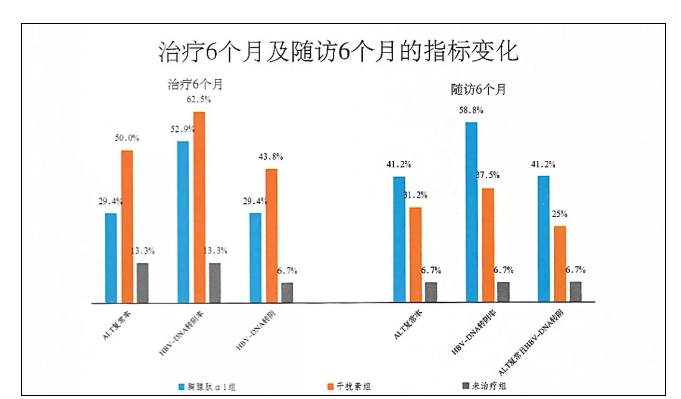 治疗6个月及随访6个月的指标变化
治疗6个月
随访6个月
29.4%
50.0%
13.3%
52.9%
62.5%
13.3%
29.4%
43.8%
6.7%
41.2%
31.2%
6.7%
58.8%
37.5%
6.7%
41.2%
25%
6.7%
ALT复常率
HBV-DNA转阴率
HBV-DNA转阴
ALT复常率
HBV-DNA转阴率
ALT复常且HBV-DNA转阴
胸腺肽α1组
干扰素组
未治疗组